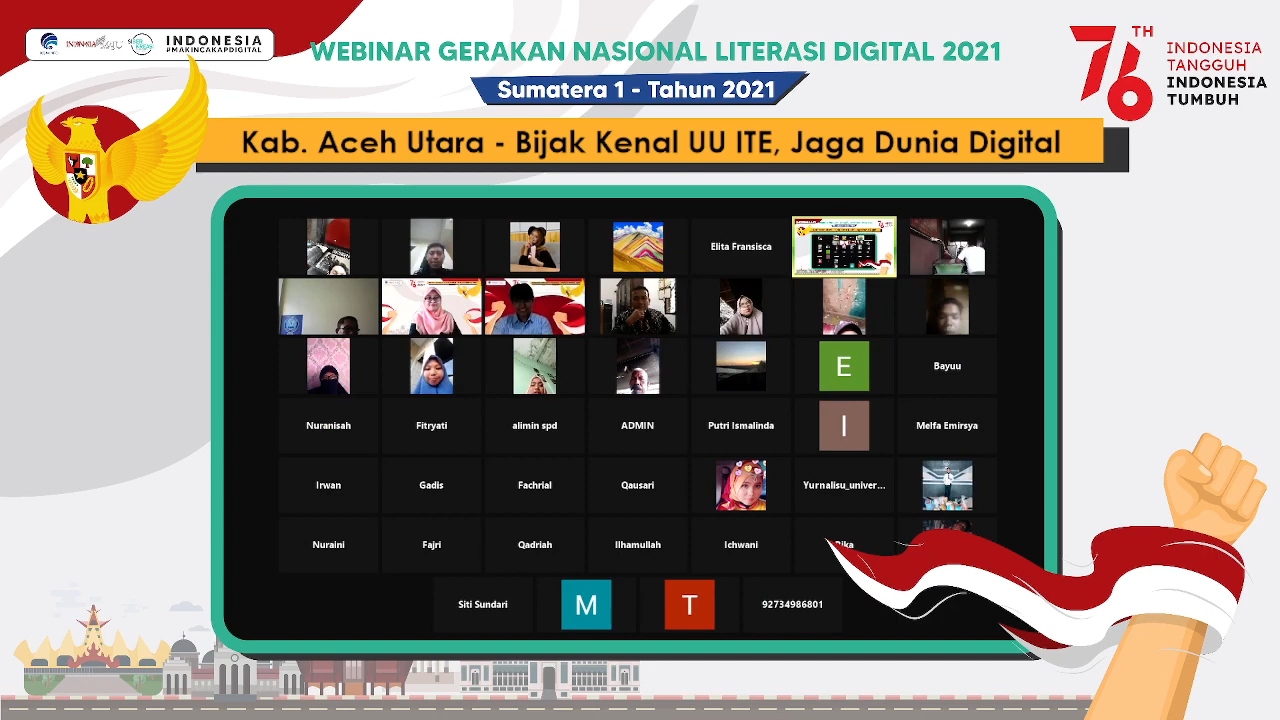 INDONESIA
#MAKINCAKAPDIGITAL
WEBINAR GERAKAN NASIONAL LITERASI DIGITAL 2021
Sumatera 1 - Tahun 2021
76 TH
INDONESIA
TANGGUH
INDONESIA
TUMBUH
Kab. Aceh Utara - Bijak Kenal UU ITE, Jaga Dunia Digital
Elita Fransisca
E
Bayuu
Nuranisah
Fitryati
alimin spd
ADMIN
Putri Ismalinda
I
Melfa Emirsya
Irwan
Gadis
Fachrial
Qausari
Yurnalisu_univer...
Nuraini
Fajri
Qadriah
Ilhamullah
Ichwani
Siti Sundari
M
T
92734986801